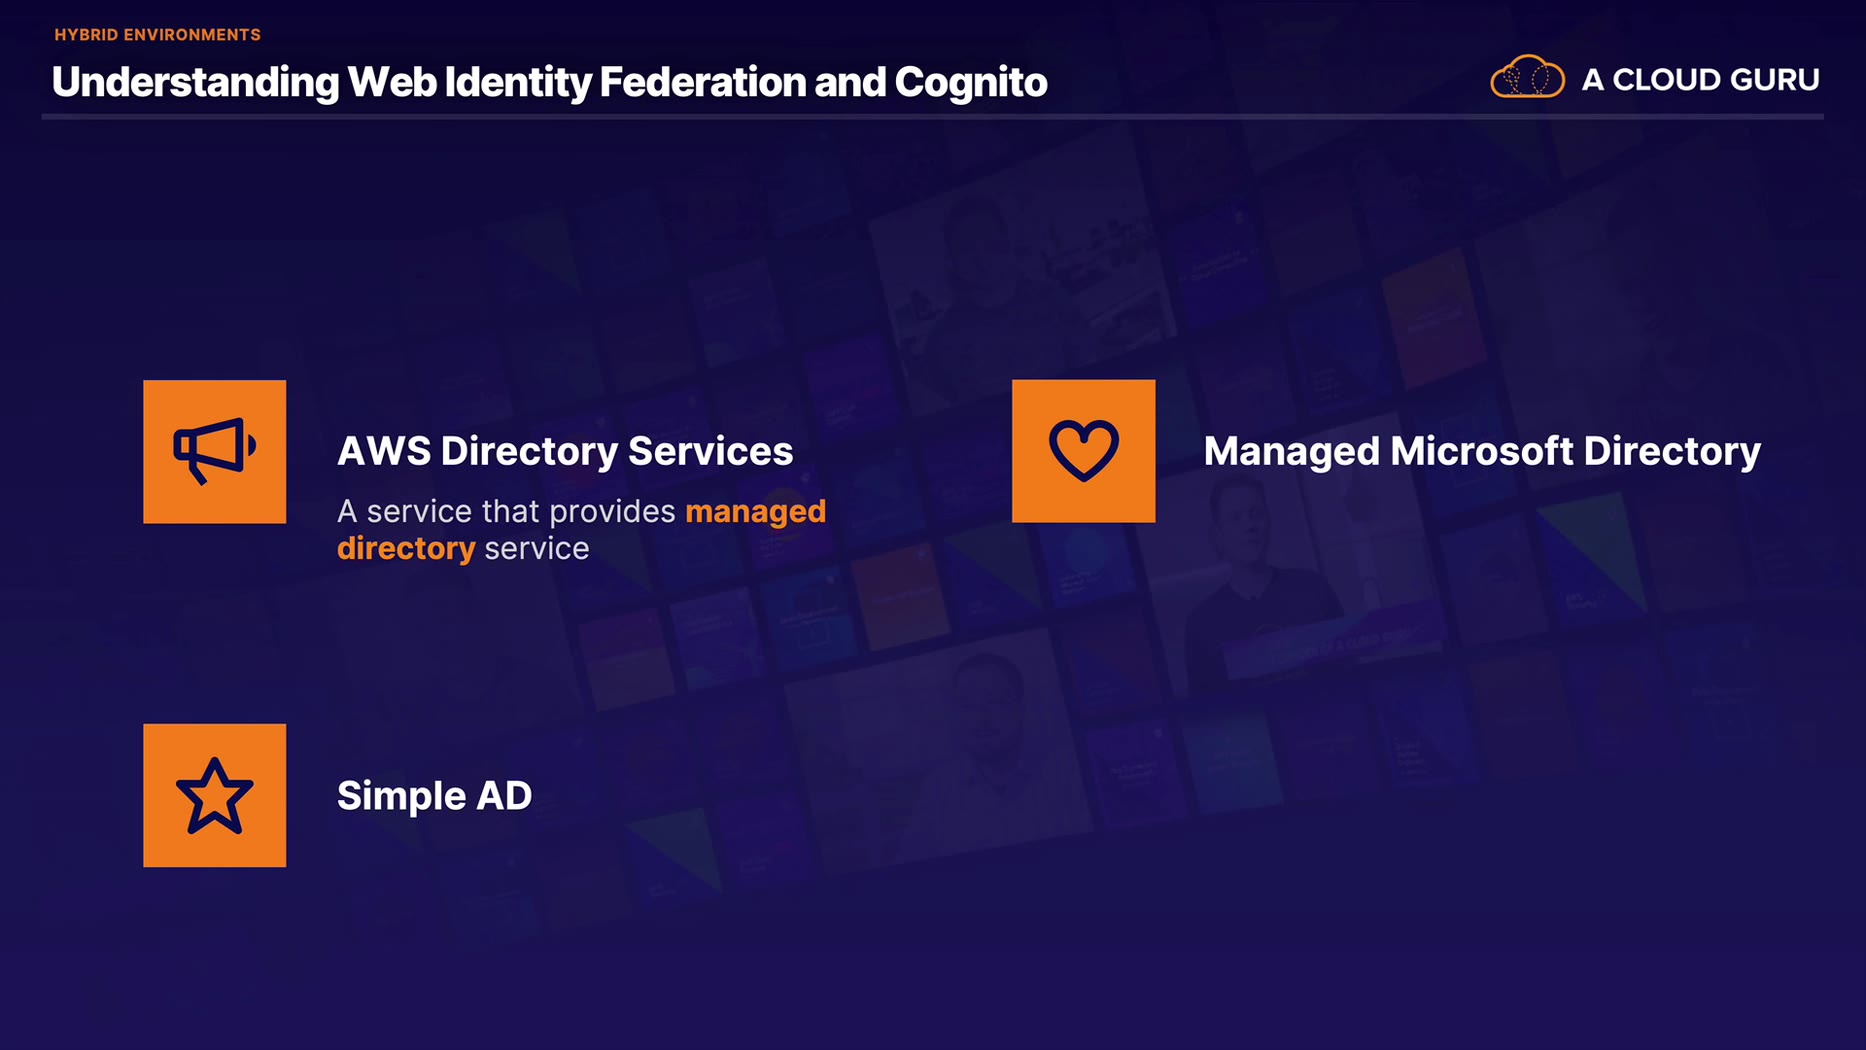 HYBRID ENVIRONMENTS
Understanding Web Identity Federation and Cognito
A CLOUD GURU
AWS Directory Services
A service that provides managed
directory service
Managed Microsoft Directory
Simple AD